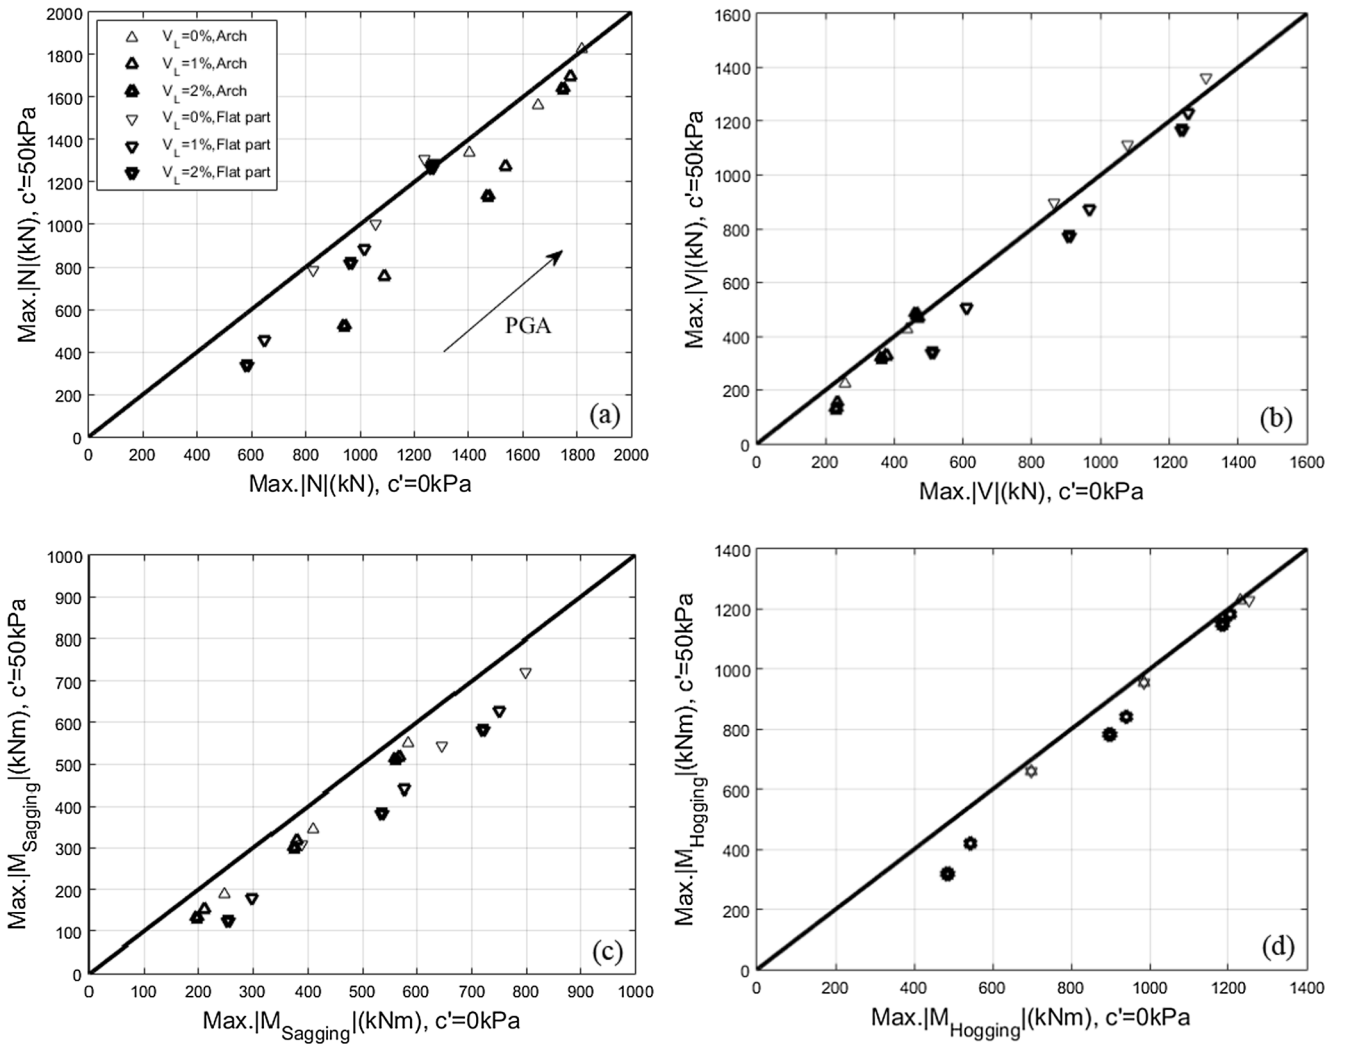 2000
1800
1600
1400
1200
1000
800
600
400
200
0
Max.|N|(kN), c'=50kPa
V_L=0%,Arch
V_L=1%,Arch
V_L=2%,Arch
V_L=0%,Flat part
V_L=1%,Flat part
V_L=2%,Flat part
PGA
(a)
0 200 400 600 800 1000 1200 1400 1600 1800 2000
Max.|N|(kN), c'=0kPa
1600
1400
1200
1000
800
600
400
200
0
Max.|V|(kN), c'=50kPa
(b)
0 200 400 600 800 1000 1200 1400 1600
Max.|V|(kN), c'=0kPa
1000
900
800
700
600
500
400
300
200
100
0
Max.|M_Sagging|(kNm), c'=50kPa
(c)
0 100 200 300 400 500 600 700 800 900 1000
Max.|M_Sagging|(kNm), c'=0kPa
1400
1200
1000
800
600
400
200
0
Max.|M_Hogging|(kNm), c'=50kPa
(d)
0 200 400 600 800 1000 1200 1400
Max.|M_Hogging|(kNm), c'=0kPa